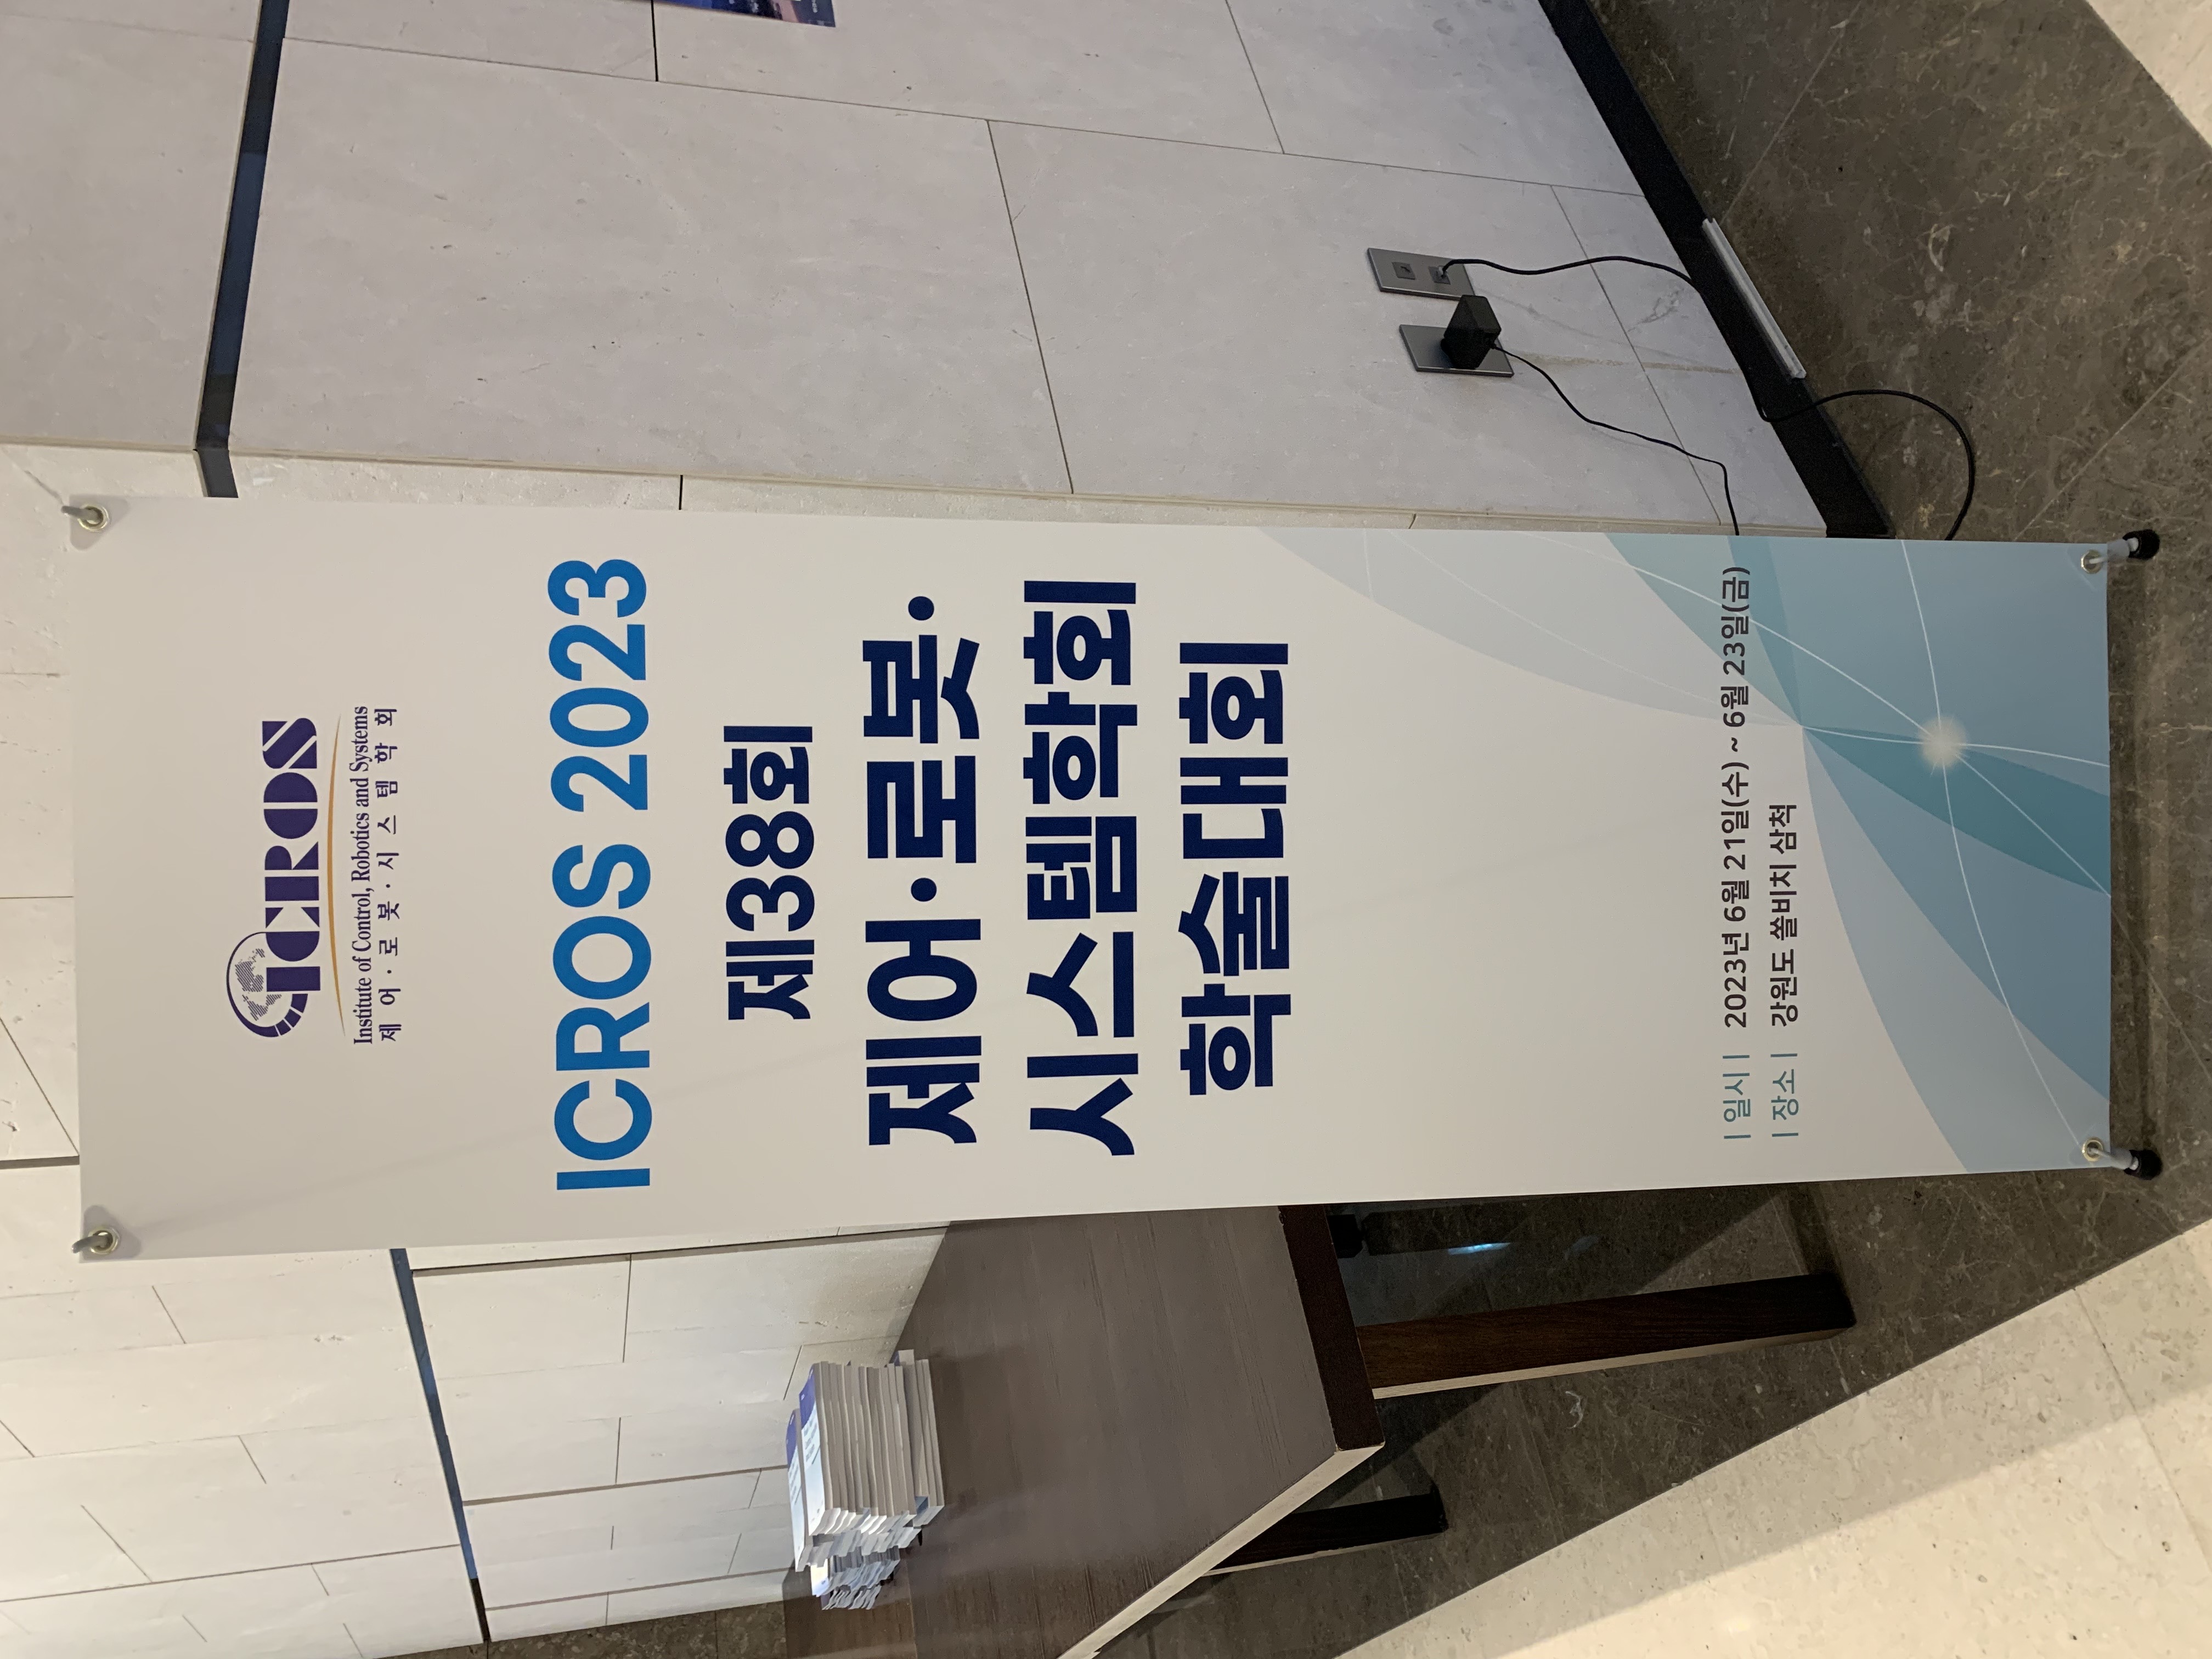 ICROS
Institute of Control, Robotics and Systems
제어·로봇·시스템학회
ICROS 2023
제38회
제어·로봇·
시스템학회
학술대회
| 일시 | 2023년 6월 21일(수) ~ 6월 23일(금)
| 장소 | 강원도 쏠비치 삼척